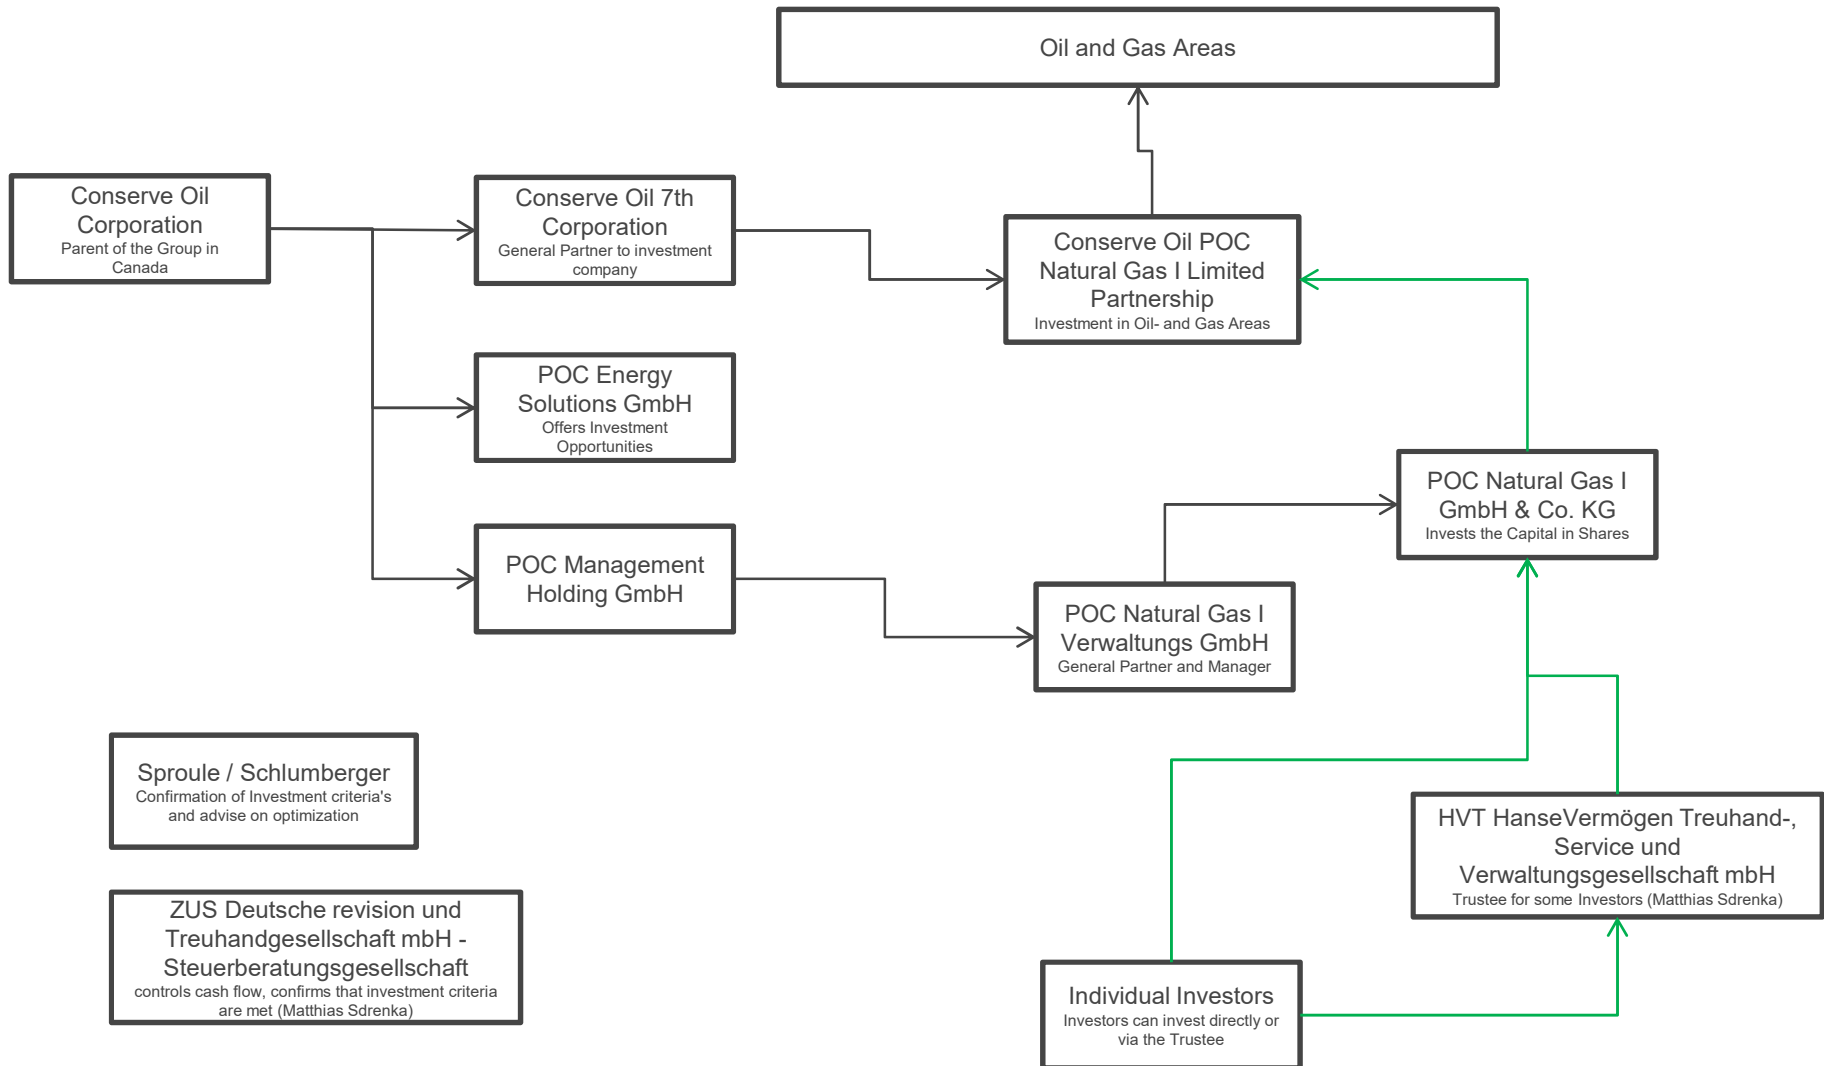 Oil and Gas Areas
Conserve Oil
Corporation
Parent of the Group in
Canada
Conserve Oil 7th
Corporation
General Partner to investment
company
Conserve Oil POC
Natural Gas I Limited
Partnership
Investment in Oil- and Gas Areas
POC Energy
Solutions GmbH
Offers Investment
Opportunities
POC Natural Gas I
GmbH & Co. KG
Invests the Capital in Shares
POC Management
Holding GmbH
POC Natural Gas I
Verwaltungs GmbH
General Partner and Manager
Sproule / Schlumberger
Confirmation of Investment criteria's
and advise on optimization
HVT HanseVermögen Treuhand-,
Service und
Verwaltungsgesellschaft mbH
Trustee for some Investors (Matthias Sdrenka)
ZUS Deutsche revision und
Treuhandgesellschaft mbH -
Steuerberatungsgesellschaft
controls cash flow, confirms that investment criteria
are met (Matthias Sdrenka)
Individual Investors
Investors can invest directly or
via the Trustee